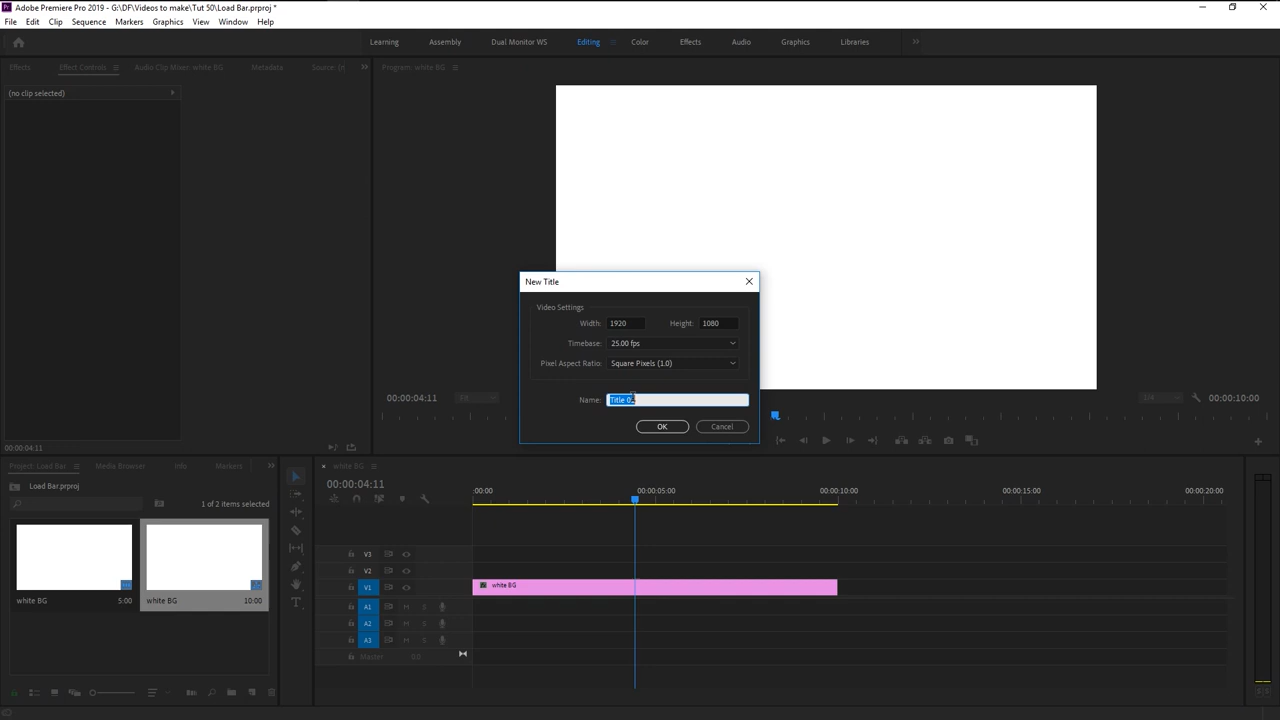 Adobe Premiere Pro 2019 - G:\DF\Videos to make\Tut 50\Load Bar.prproj *
File Edit Clip Sequence Markers Graphics View Window Help
Learning Assembly Dual Monitor WS Editing Color Effects Audio Graphics Libraries
Effects Effect Controls Audio Clip Mixer: white BG Metadata Source: (n
Program: white BG
(no clip selected)
New Title
Video Settings
Width: 1920 Height: 1080
Timebase: 25.00 fps
Pixel Aspect Ratio: Square Pixels (1.0)
Name: Title 0
OK Cancel
00:00:04:11 Fit 1/4 00:00:10:00
00:00:04:11
Project: Load Bar Media Browser Info Markers
Load Bar.prproj
1 of 2 items selected
white BG 5:00
white BG 10:00
white BG
00:00:04:11
:00:00 00:00:05:00 00:00:10:00 00:00:15:00 00:00:20:00
V3
V2
V1 white BG
A1 M S
A2 M S
A3 M S
Master 0.0
S S